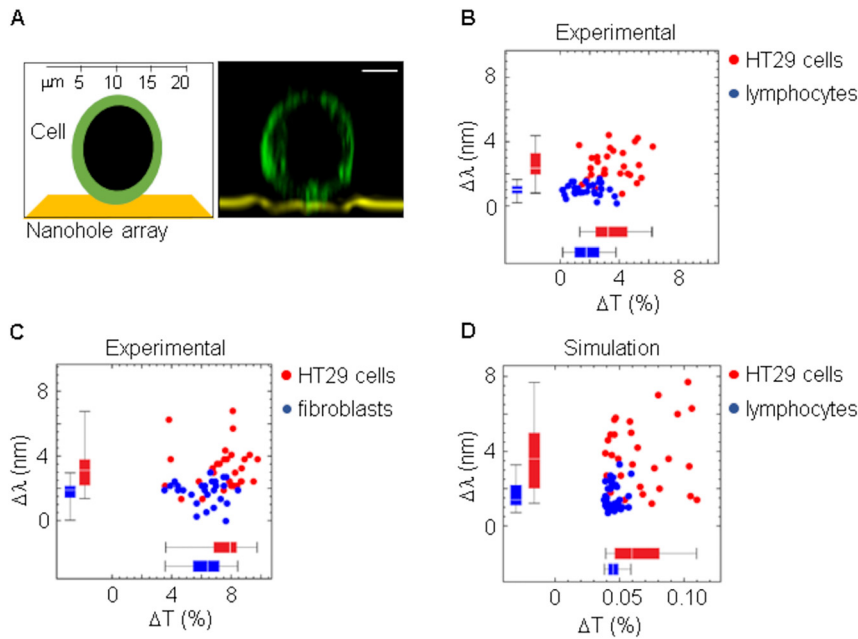 A
μm 5 10 15 20
Cell
Nanohole array
B
Experimental
HT29 cells
lymphocytes
8
4
0
Δλ (nm)
0 4 8
ΔT (%)
C
Experimental
HT29 cells
fibroblasts
8
4
0
Δλ (nm)
0 4 8
ΔT (%)
D
Simulation
HT29 cells
lymphocytes
8
4
0
Δλ (nm)
0 0.05 0.10
ΔT (%)